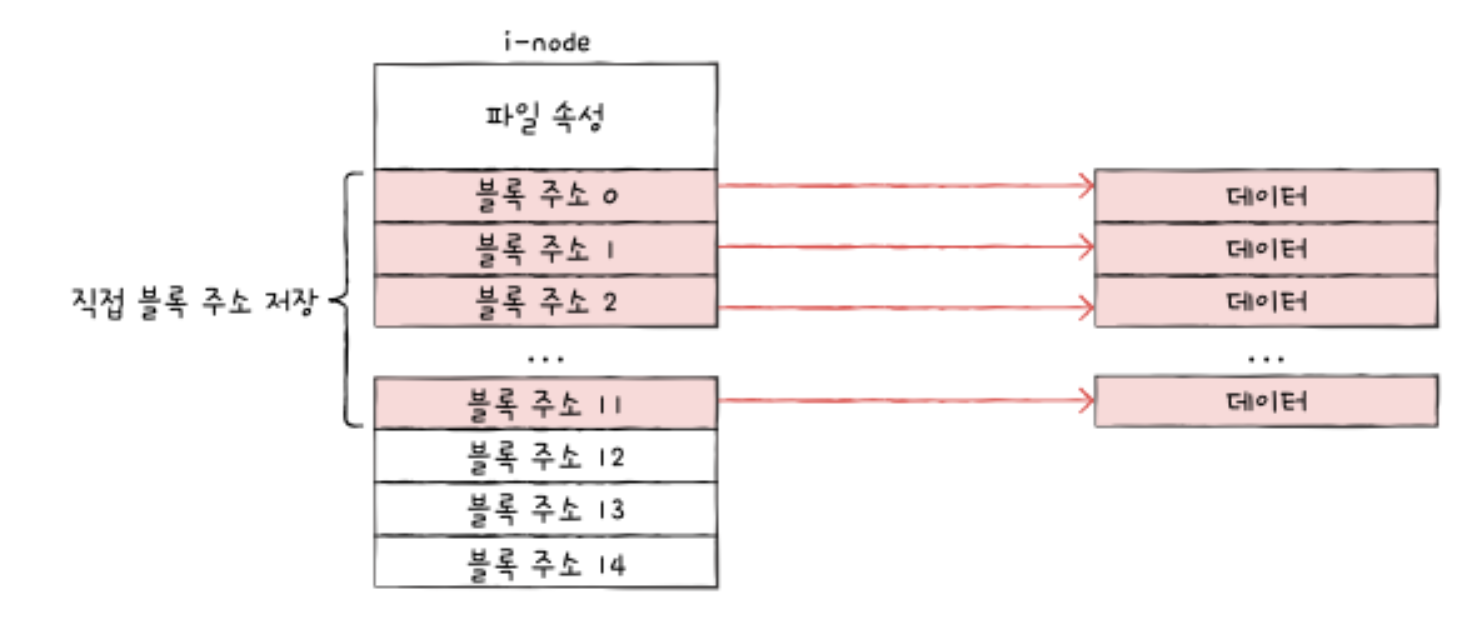 i-node
파일 속성
블록 주소 0
데이터
블록 주소 1
데이터
직접 블록 주소 저장
블록 주소 2
데이터
...
...
블록 주소 11
데이터
블록 주소 12
블록 주소 13
블록 주소 14